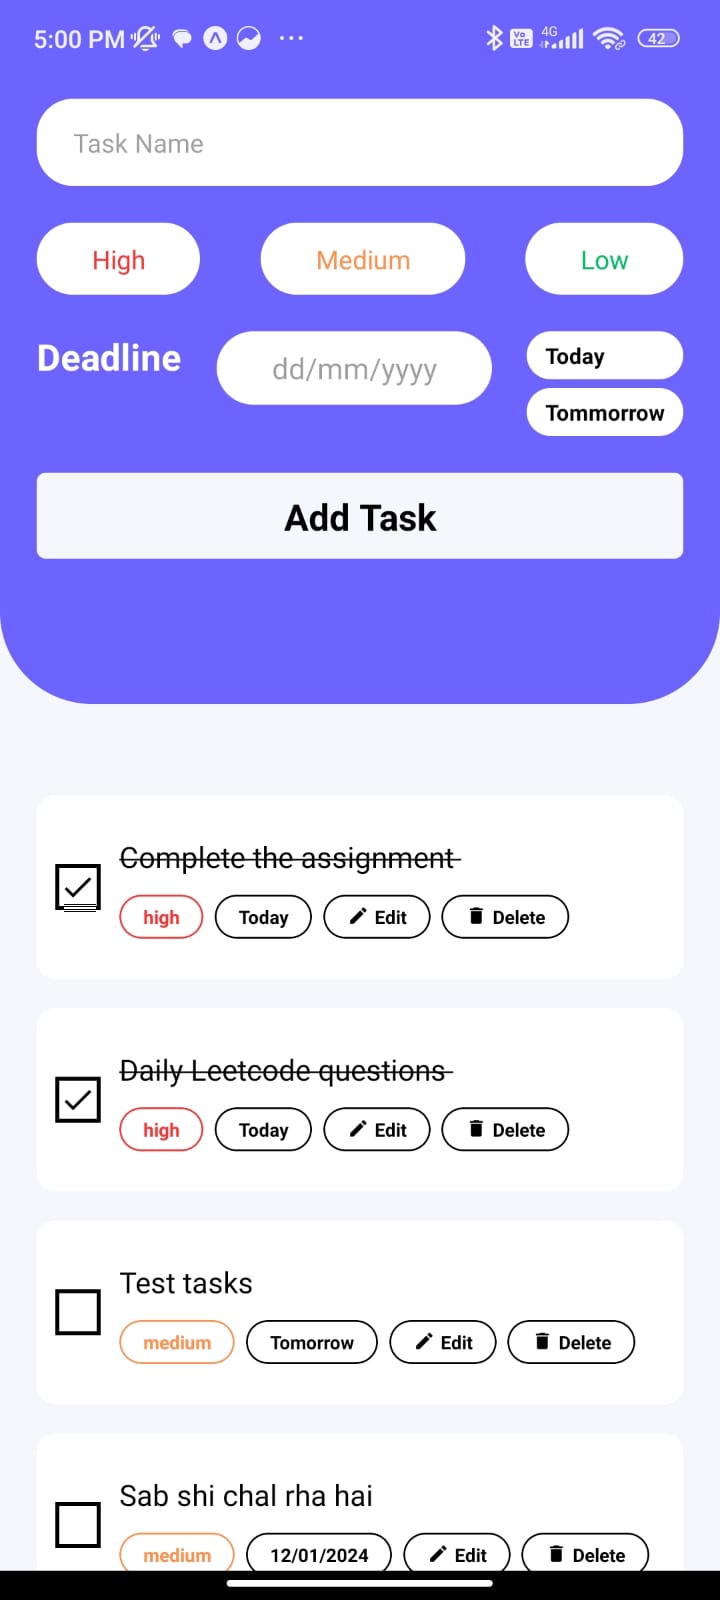 5:00 PM
Vo LTE 4G 42
Task Name
High Medium Low
Deadline dd/mm/yyyy Today
Tommorrow
Add Task
Complete the assignment
high Today Edit Delete
Daily Leetcode questions
high Today Edit Delete
Test tasks
medium Tomorrow Edit Delete
Sab shi chal rha hai
medium 12/01/2024 Edit Delete